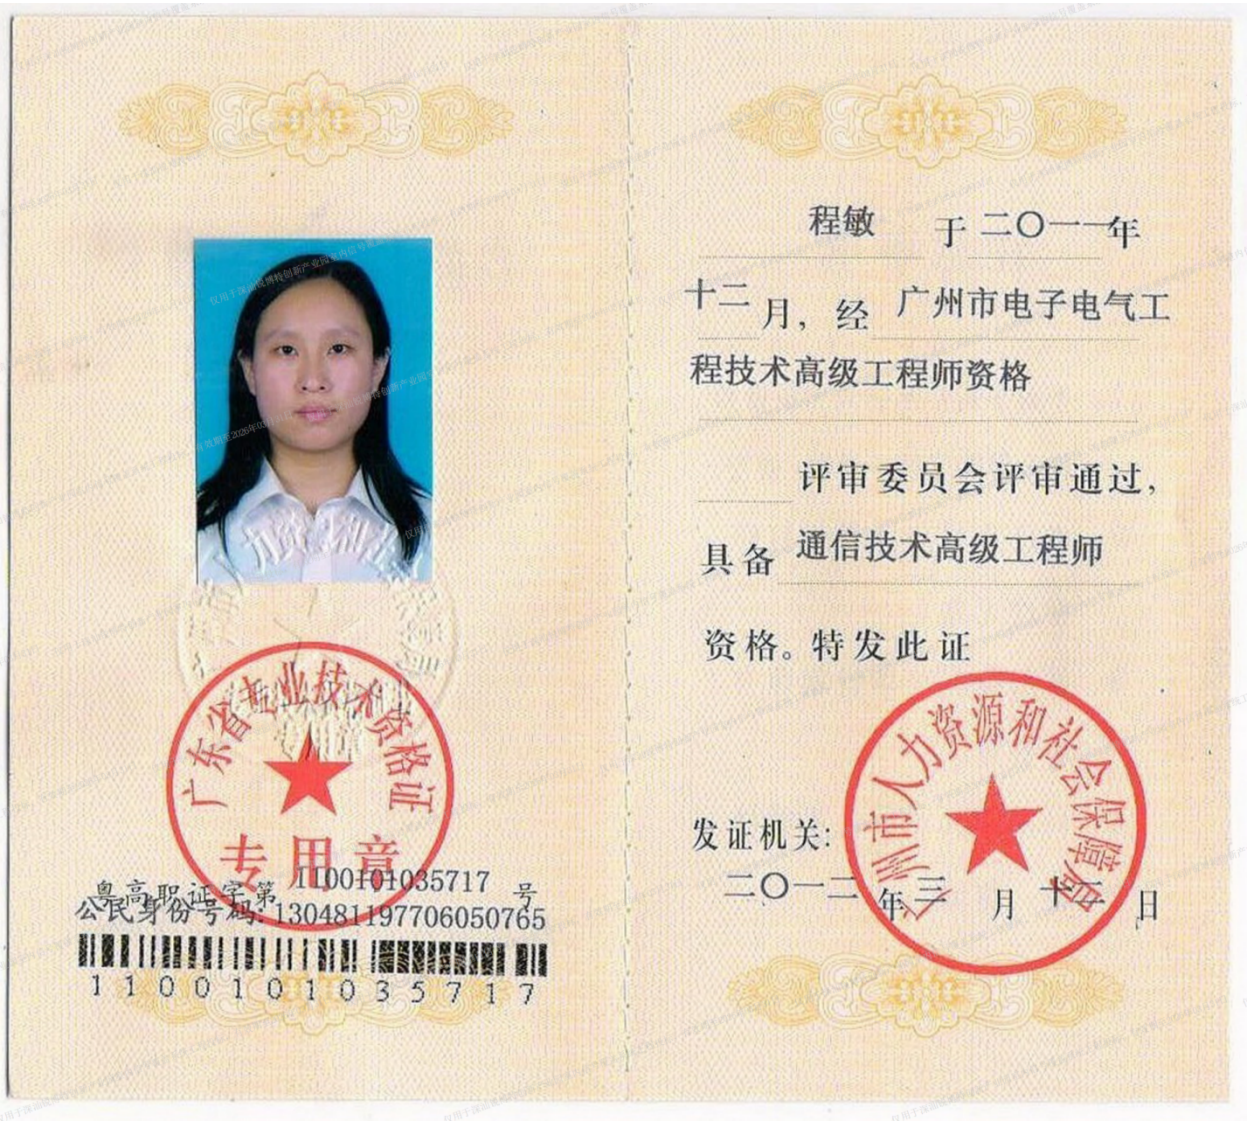 广东省专业技术资格证
专用章
粤高职证字第 1100101035717 号
公民身份号码:130481197706050765
1100101035717
程敏 于 二〇一一年
十二月，经 广州市电子电气工
程技术高级工程师资格
评审委员会评审通过，
具备 通信技术高级工程师
资格。特发此证
广州市人力资源和社会保障局
发证机关:
二〇一二年三月十二日